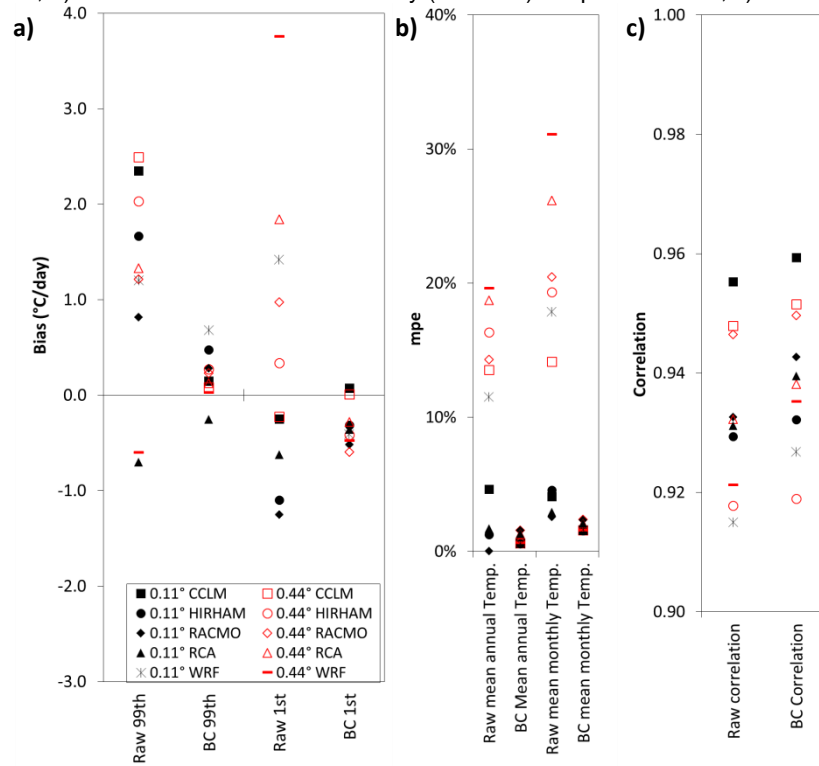 a)
4.0
3.0
2.0
1.0
0.0
-1.0
-2.0
-3.0
Bias (°C/day)
0.11° CCLM
0.44° CCLM
0.11° HIRHAM
0.44° HIRHAM
0.11° RACMO
0.44° RACMO
0.11° RCA
0.44° RCA
0.11° WRF
0.44° WRF
Raw 99th
BC 99th
Raw 1st
BC 1st
b)
40%
30%
20%
10%
0%
mpe
Raw mean annual Temp.
BC Mean annual Temp.
Raw mean monthly Temp.
BC mean monthly Temp.
c)
1.00
0.98
0.96
0.94
0.92
0.90
Correlation
Raw correlation
BC Correlation